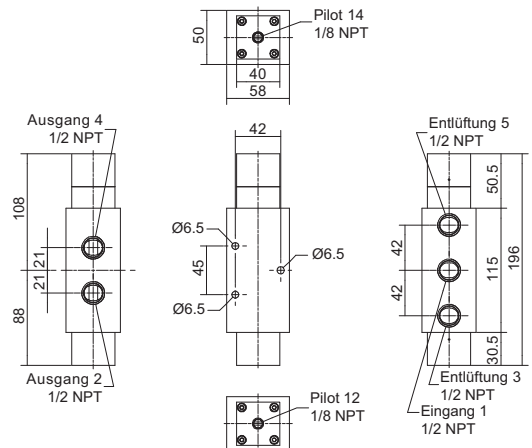 Pilot 14
1/8 NPT
50
40
58
Ausgang 4
1/2 NPT
108
21
21
88
Ausgang 2
1/2 NPT
42
Ø6.5
45
Ø6.5
Ø6.5
Entlüftung 5
1/2 NPT
42
42
50.5
115
196
30.5
Entlüftung 3
1/2 NPT
Eingang 1
1/2 NPT
Pilot 12
1/8 NPT